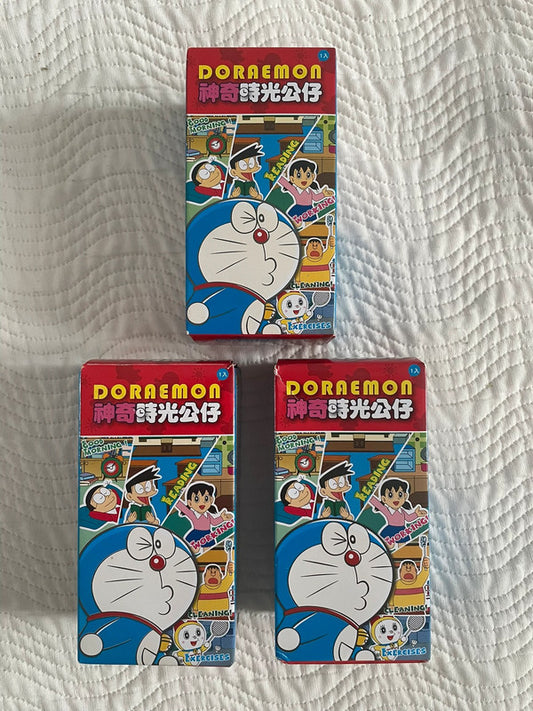 1入
DORAEMON
神奇時光公仔
GOOD MORNING!
READING
WORKING
CLEANING!
EXERCISES
1入
DORAEMON
神奇時光公仔
GOOD MORNING!
READING
WORKING
CLEANING!
EXERCISES
1入
DORAEMON
神奇時光公仔
GOOD MORNING!
READING
WORKING
CLEANING!
EXERCISES